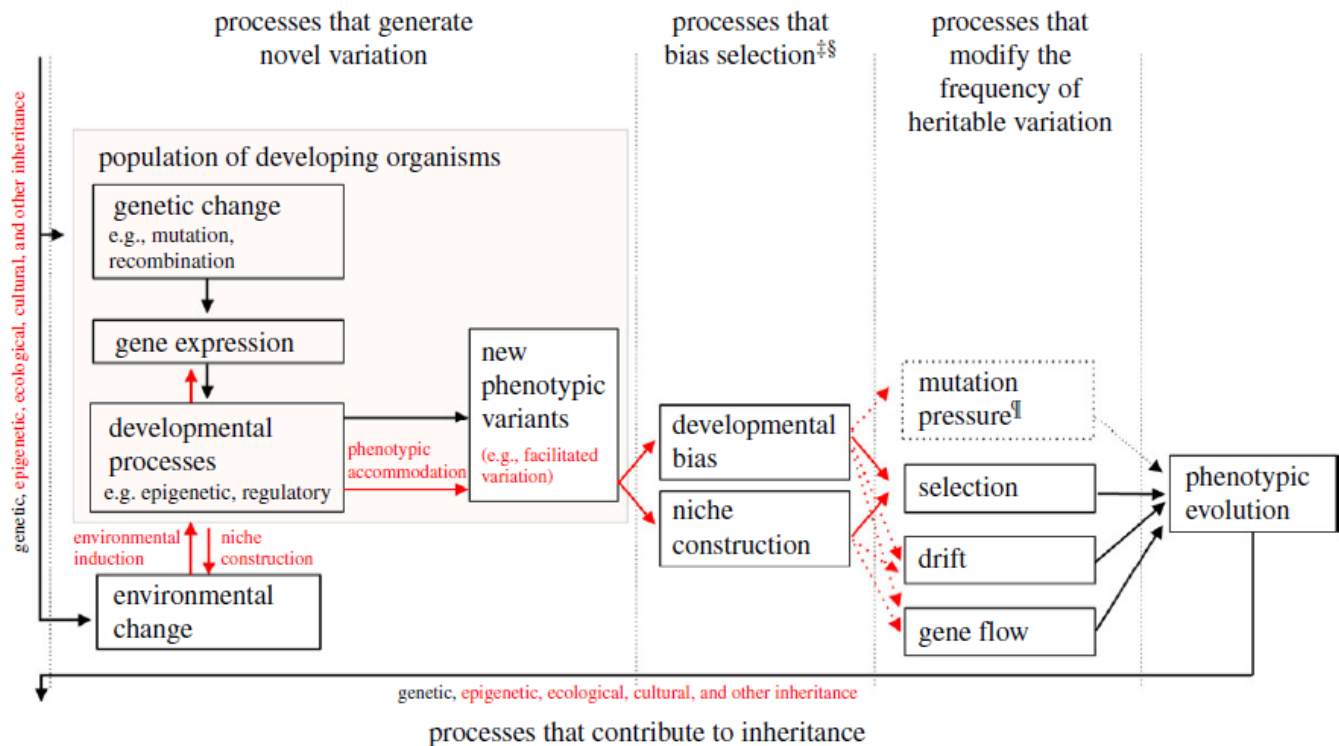 processes that generate
novel variation
processes that
bias selection‡§
processes that
modify the
frequency of
heritable variation
genetic, epigenetic, ecological, cultural, and other inheritance
population of developing organisms
genetic change
e.g., mutation,
recombination
gene expression
developmental
processes
e.g. epigenetic, regulatory
phenotypic
accommodation
new
phenotypic
variants
(e.g., facilitated
variation)
environmental
induction
niche
construction
environmental
change
developmental
bias
niche
construction
mutation
pressure¶
selection
drift
gene flow
phenotypic
evolution
genetic, epigenetic, ecological, cultural, and other inheritance
processes that contribute to inheritance